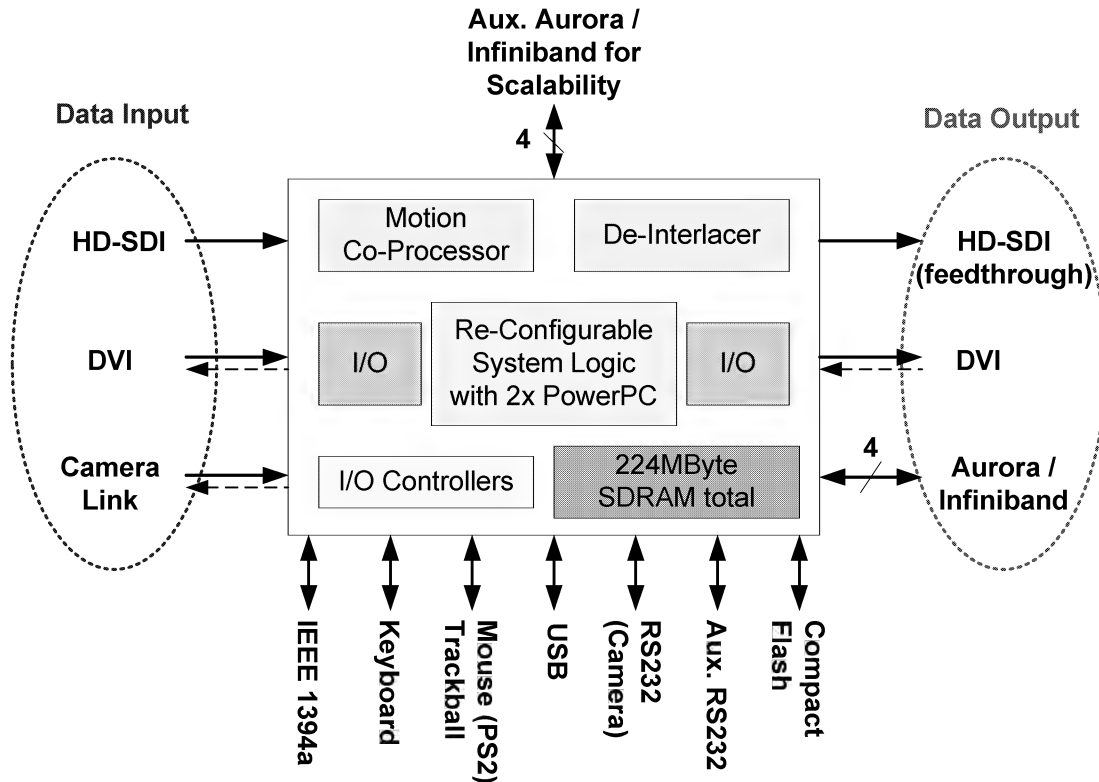 Aux. Aurora /
Infiniband for
Scalability
4
Data Input
Data Output
HD-SDI
DVI
Camera
Link
Motion
Co-Processor
De-Interlacer
I/O
Re-Configurable
System Logic
with 2x PowerPC
I/O
I/O Controllers
224MByte
SDRAM total
HD-SDI
(feedthrough)
DVI
4
Aurora /
Infiniband
IEEE 1394a
Keyboard
Mouse (PS2)
Trackball
USB
RS232
(Camera)
Aux. RS232
Compact
Flash